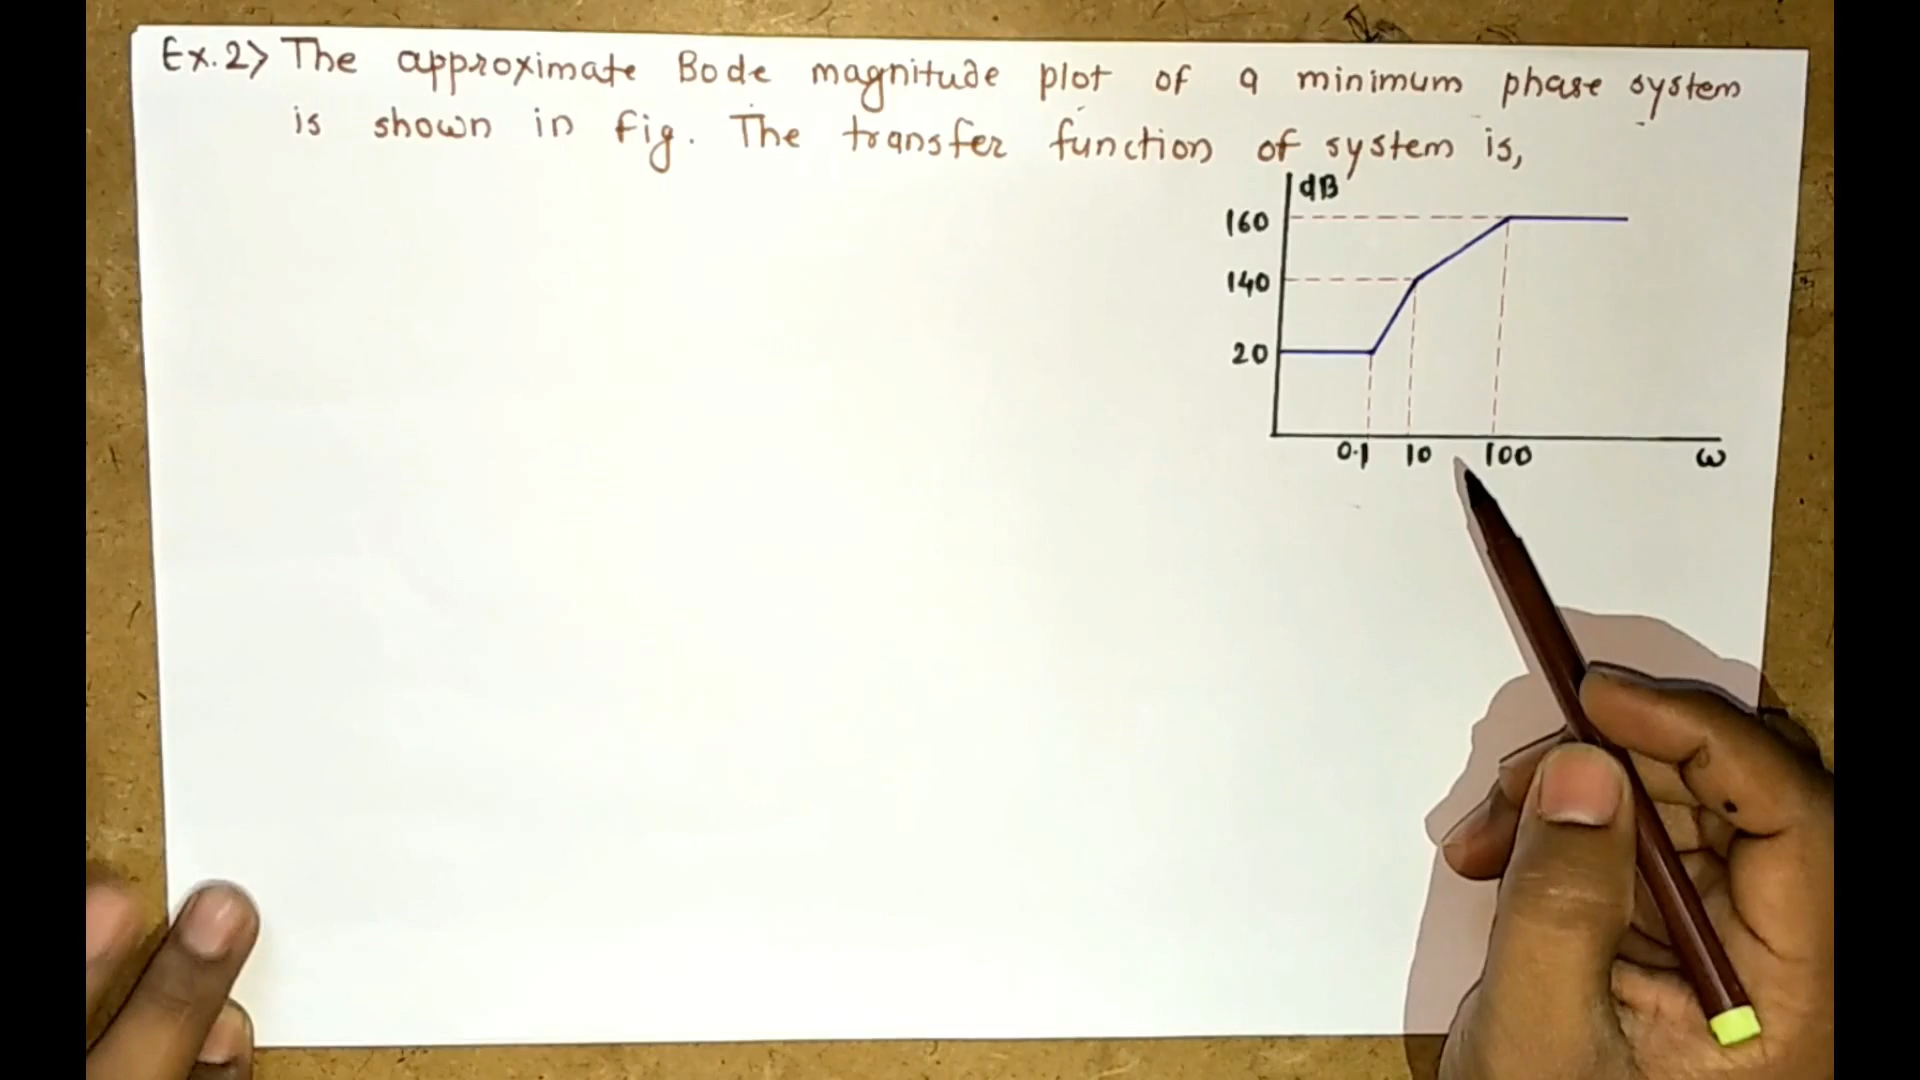 Ex.2> The approximate Bode magnitude plot of a minimum phase system
is shown in fig. The transfer function of system is,
dB
160
140
20
0.1 10 100 ω